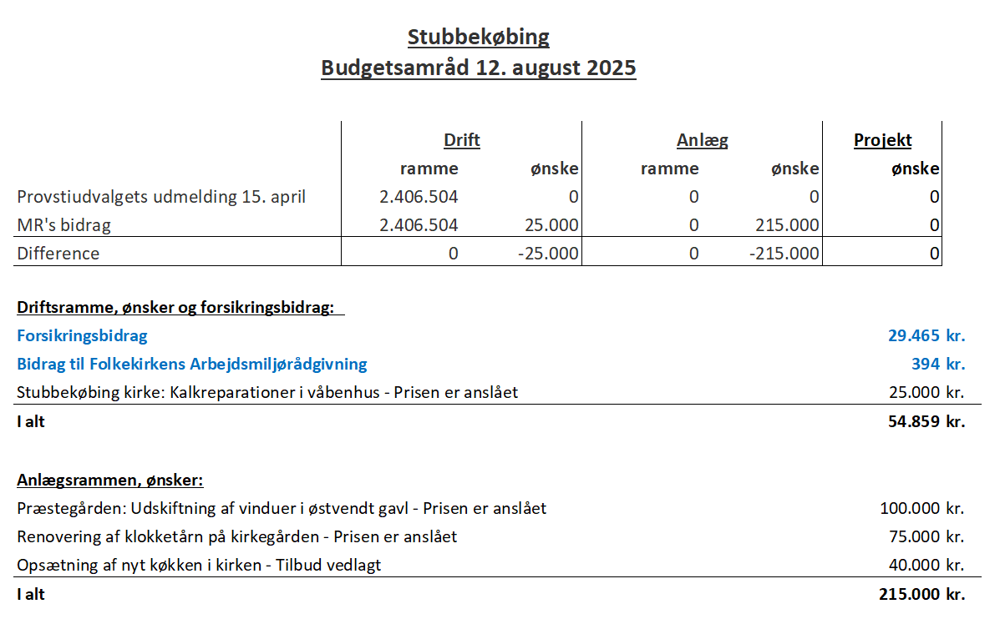 Stubbekøbing
Budgetsamråd 12. august 2025
Drift Anlæg Projekt
ramme ønske ramme ønske ønske
Provstiudvalgets udmelding 15. april 2.406.504 0 0 0 0
MR's bidrag 2.406.504 25.000 0 215.000 0
Difference 0 -25.000 0 -215.000 0
Driftsramme, ønsker og forsikringsbidrag:
Forsikringsbidrag 29.465 kr.
Bidrag til Folkekirkens Arbejdsmiljørådgivning 394 kr.
Stubbekøbing kirke: Kalkreparationer i våbenhus - Prisen er anslået 25.000 kr.
I alt 54.859 kr.
Anlægsrammen, ønsker:
Præstegården: Udskiftning af vinduer i østvendt gavl - Prisen er anslået 100.000 kr.
Renovering af klokketårn på kirkegården - Prisen er anslået 75.000 kr.
Opsætning af nyt køkken i kirken - Tilbud vedlagt 40.000 kr.
I alt 215.000 kr.